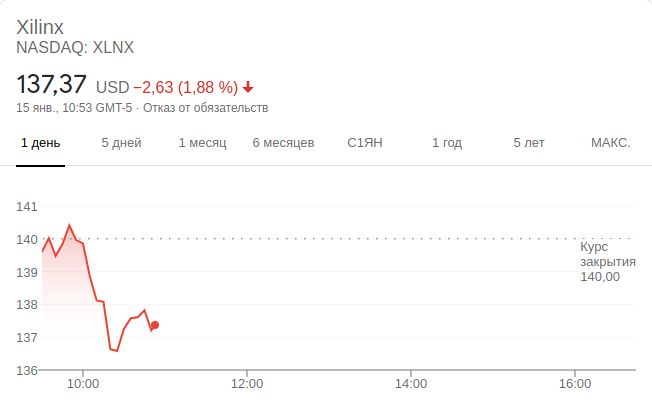 Xilinx
NASDAQ: XLNX
137,37 USD −2,63 (1,88 %) ↓
15 янв., 10:53 GMT-5 · Отказ от обязательств
1 день 5 дней 1 месяц 6 месяцев С1ЯН 1 год 5 лет МАКС.
141
140
Курс
закрытия
140,00
139
138
137
136
10:00 12:00 14:00 16:00